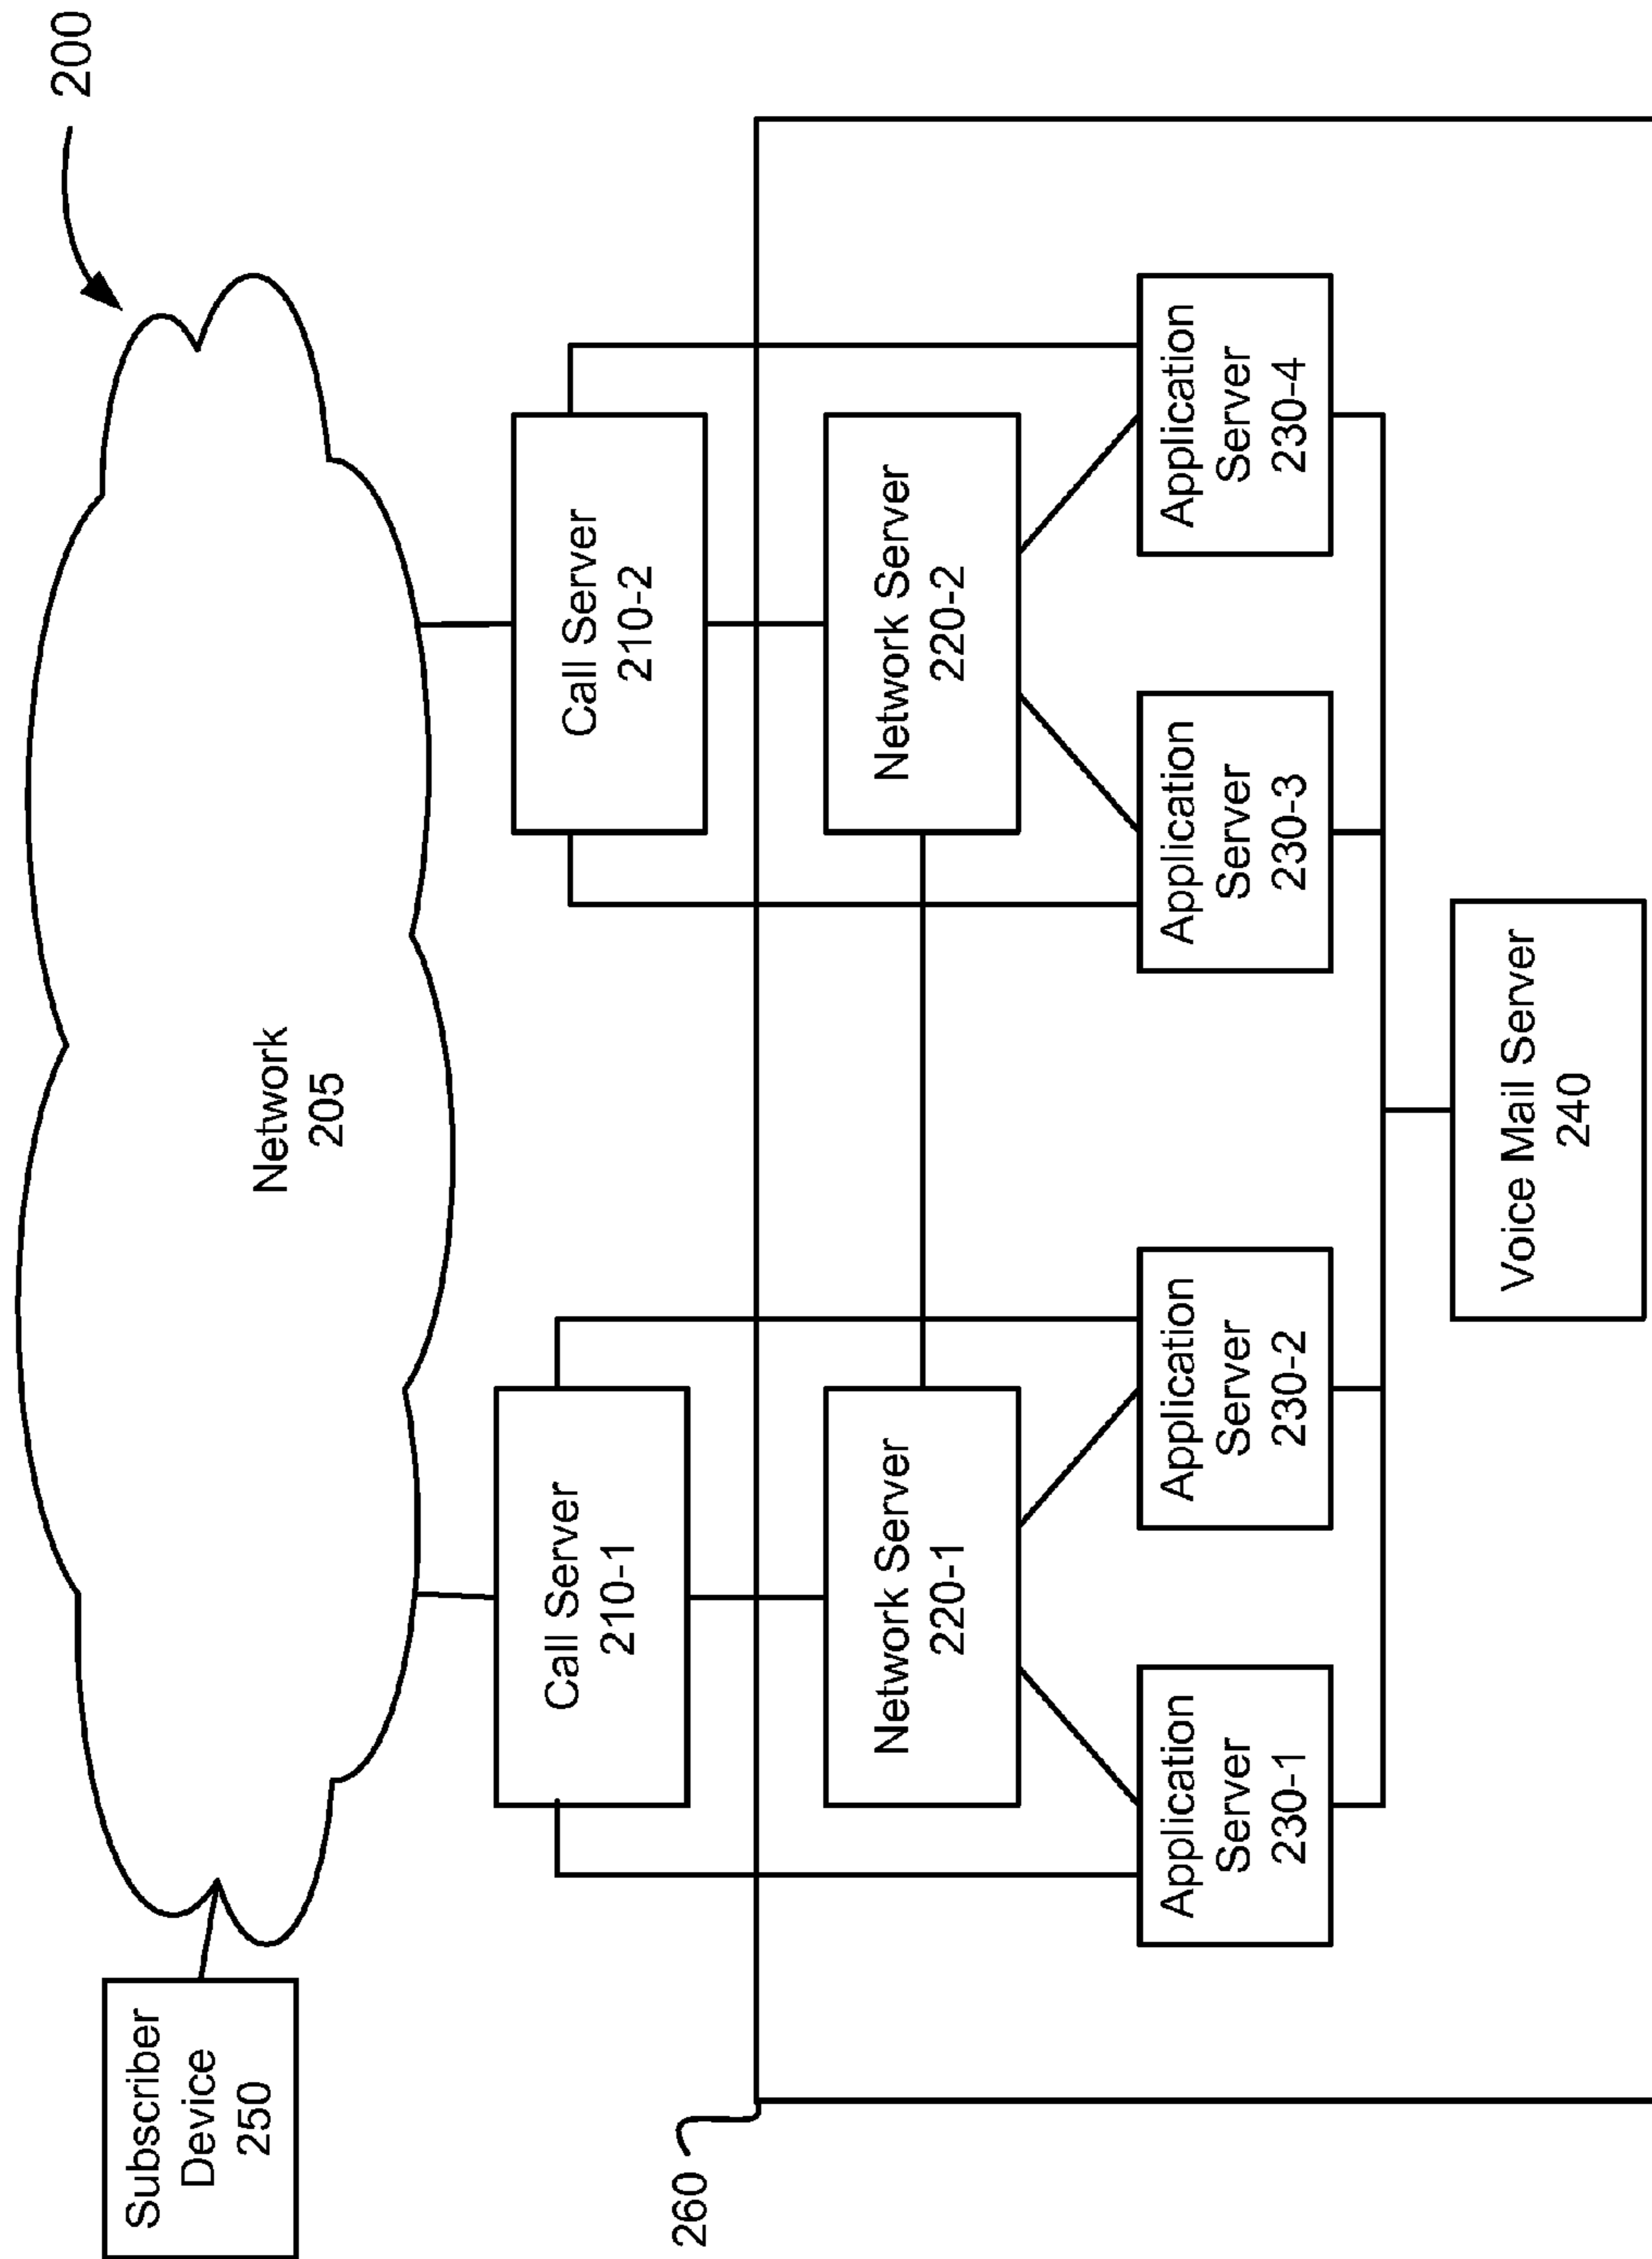 200
Network
205
Subscriber
Device
250
Call Server
210-1
Call Server
210-2
260
Network Server
220-1
Network Server
220-2
Application
Server
230-1
Application
Server
230-2
Application
Server
230-3
Application
Server
230-4
Voice Mail Server
240